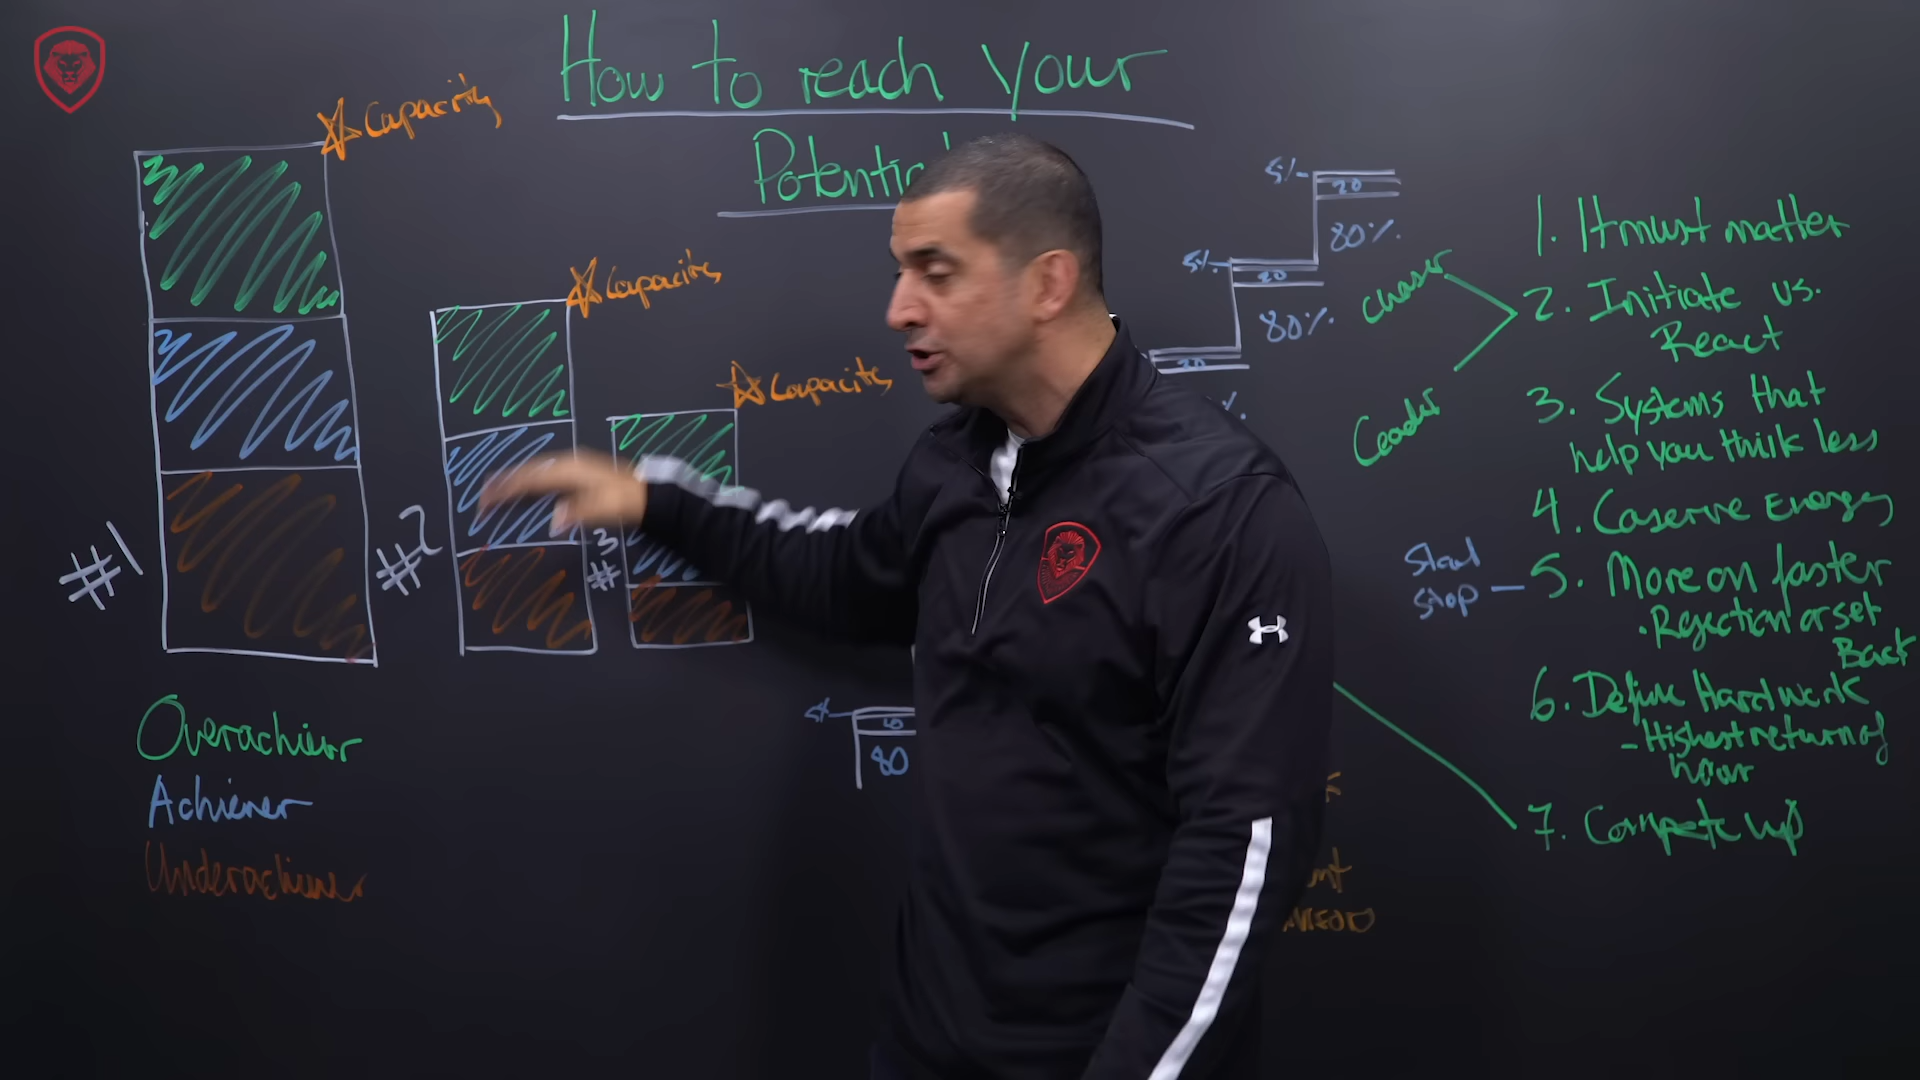 How to reach Your
Potential
Capacity
Capacity
Capacity
#1
#2
3
#
Overachiever
Achiever
Underachiever
5%
20
80%
5%
20
80%
20
%.
5%
80
chaser
Leader
1. It must matter
2. Initiate vs.
React
3. Systems that
help you think less
4. Coserve Energy
Start
Stop
5. More on faster
. Rejection or set
Back
6. Define Hard work
- Highest return of
hour
7. Compete up